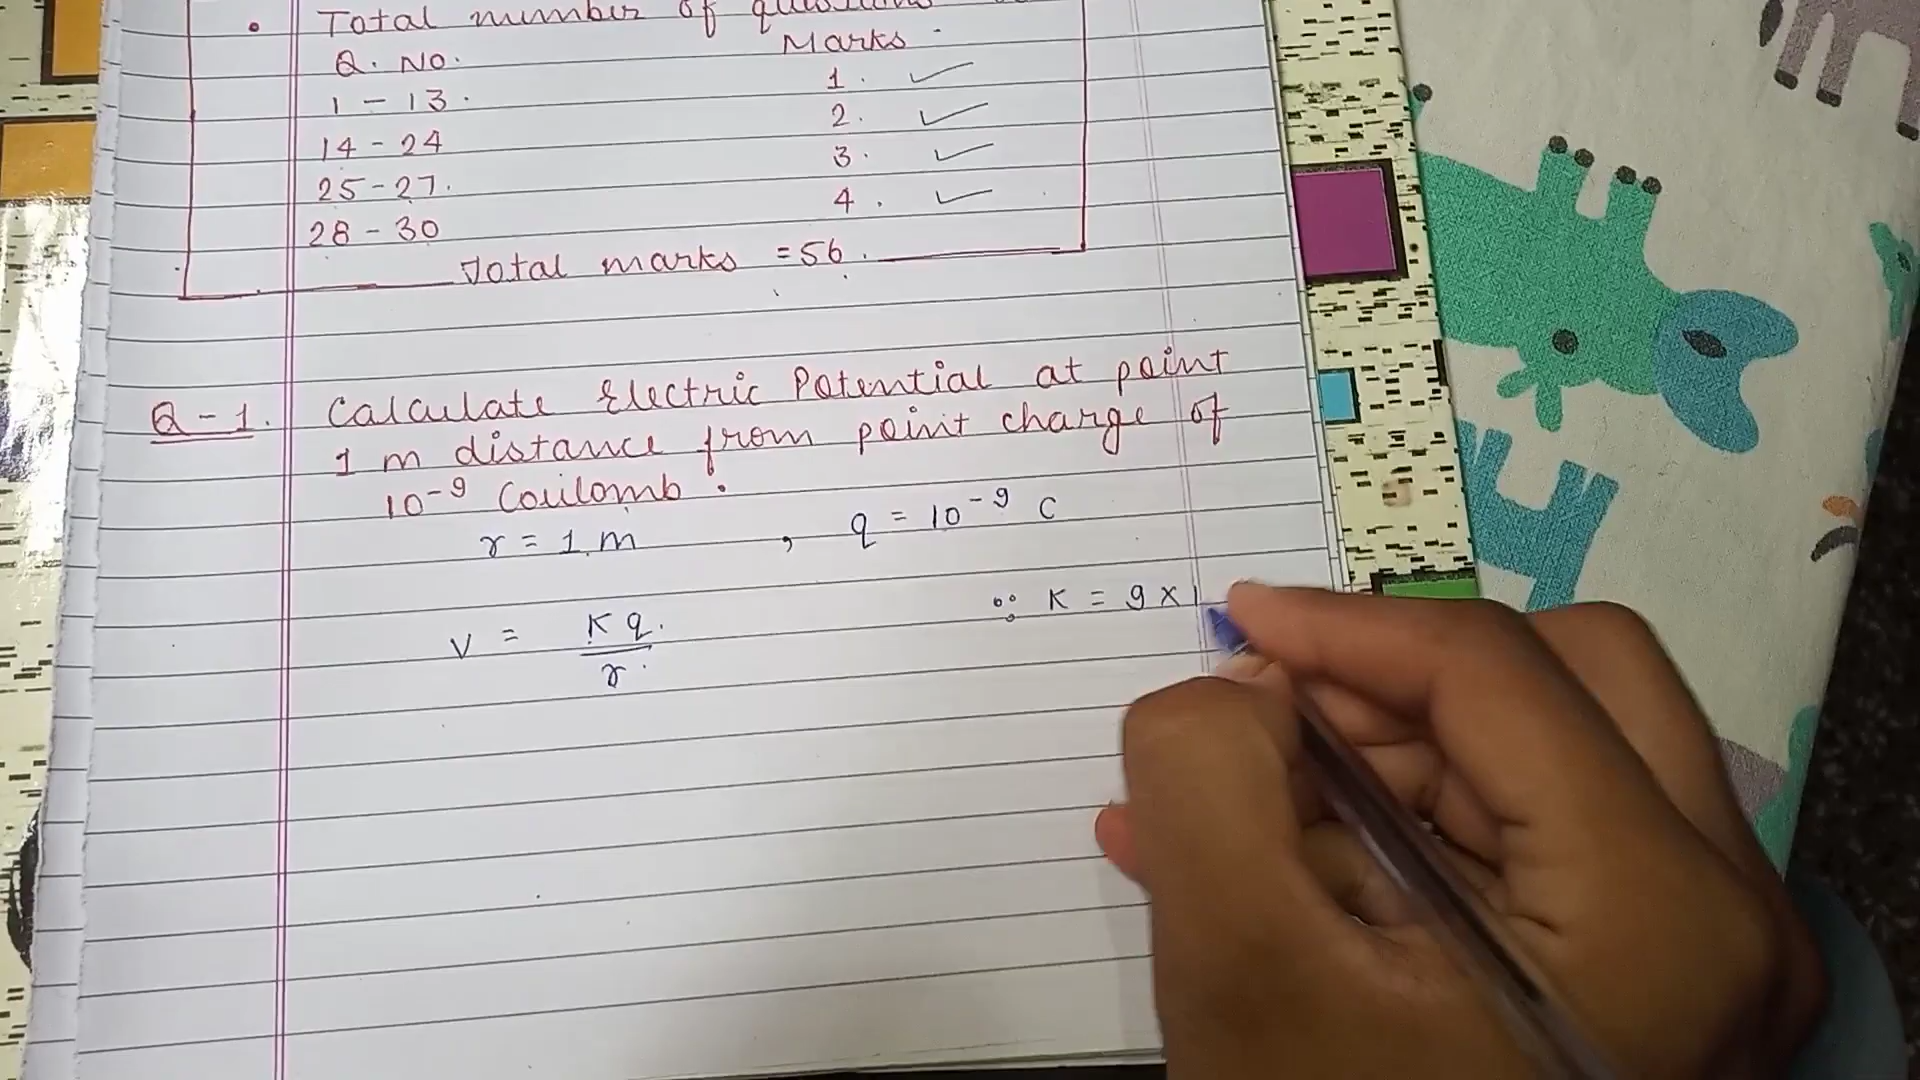 • Total number of questions
Q. No. Marks -
1 - 13. 1. ✓
14 - 24 2. ✓
25 - 27. 3. ✓
28 - 30 4. ✓
Total marks = 56.
Q-1. Calculate Electric Potential at point
1 m distance from point charge of
10⁻⁹ Coulomb.
r = 1 m , q = 10⁻⁹ C
V = Kq/r ∵ K = 9 × 1